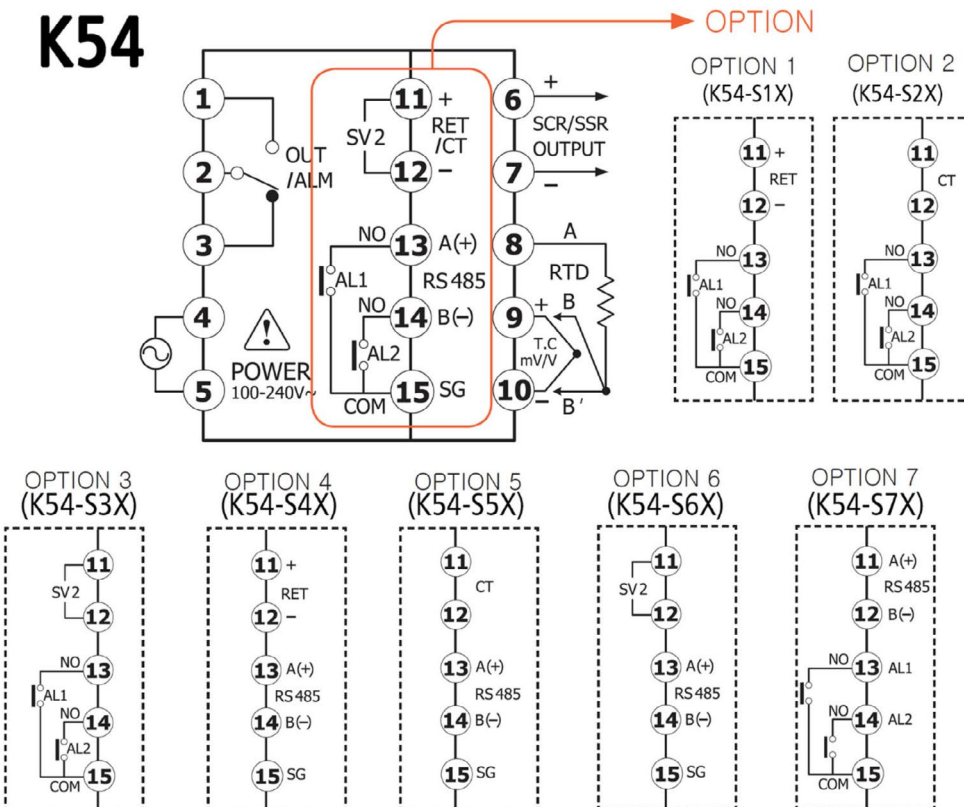 K54
OPTION
1
2
3
OUT
/ALM
4
5
POWER
100-240V~
11 +
RET
/CT
SV2
12 −
NO 13 A(+)
AL1
RS485
NO 14 B(−)
AL2
COM 15 SG
6 +
SCR/SSR
OUTPUT
7 −
8 A
RTD
9 + B
T.C
mV/V
10 − B'
OPTION 1
(K54-S1X)
11 +
RET
12 −
NO 13
AL1
NO 14
AL2
COM 15
OPTION 2
(K54-S2X)
11
CT
12
NO 13
AL1
NO 14
AL2
COM 15
OPTION 3
(K54-S3X)
11
SV2
12
NO 13
AL1
NO 14
AL2
COM 15
OPTION 4
(K54-S4X)
11 +
RET
12 −
13 A(+)
RS485
14 B(−)
15 SG
OPTION 5
(K54-S5X)
11
CT
12
13 A(+)
RS485
14 B(−)
15 SG
OPTION 6
(K54-S6X)
11
SV2
12
13 A(+)
RS485
14 B(−)
15 SG
OPTION 7
(K54-S7X)
11 A(+)
RS485
12 B(−)
NO 13 AL1
NO 14 AL2
COM 15